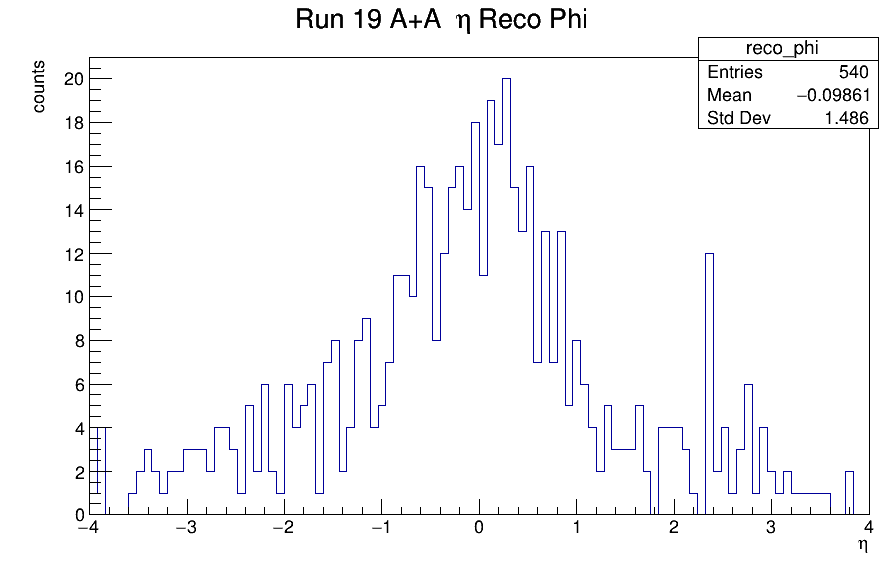 Run 19 A+A η Reco Phi
reco_phi
Entries 540
Mean −0.09861
Std Dev 1.486
counts
20
18
16
14
12
10
8
6
4
2
0
−4 −3 −2 −1 0 1 2 3 4
η